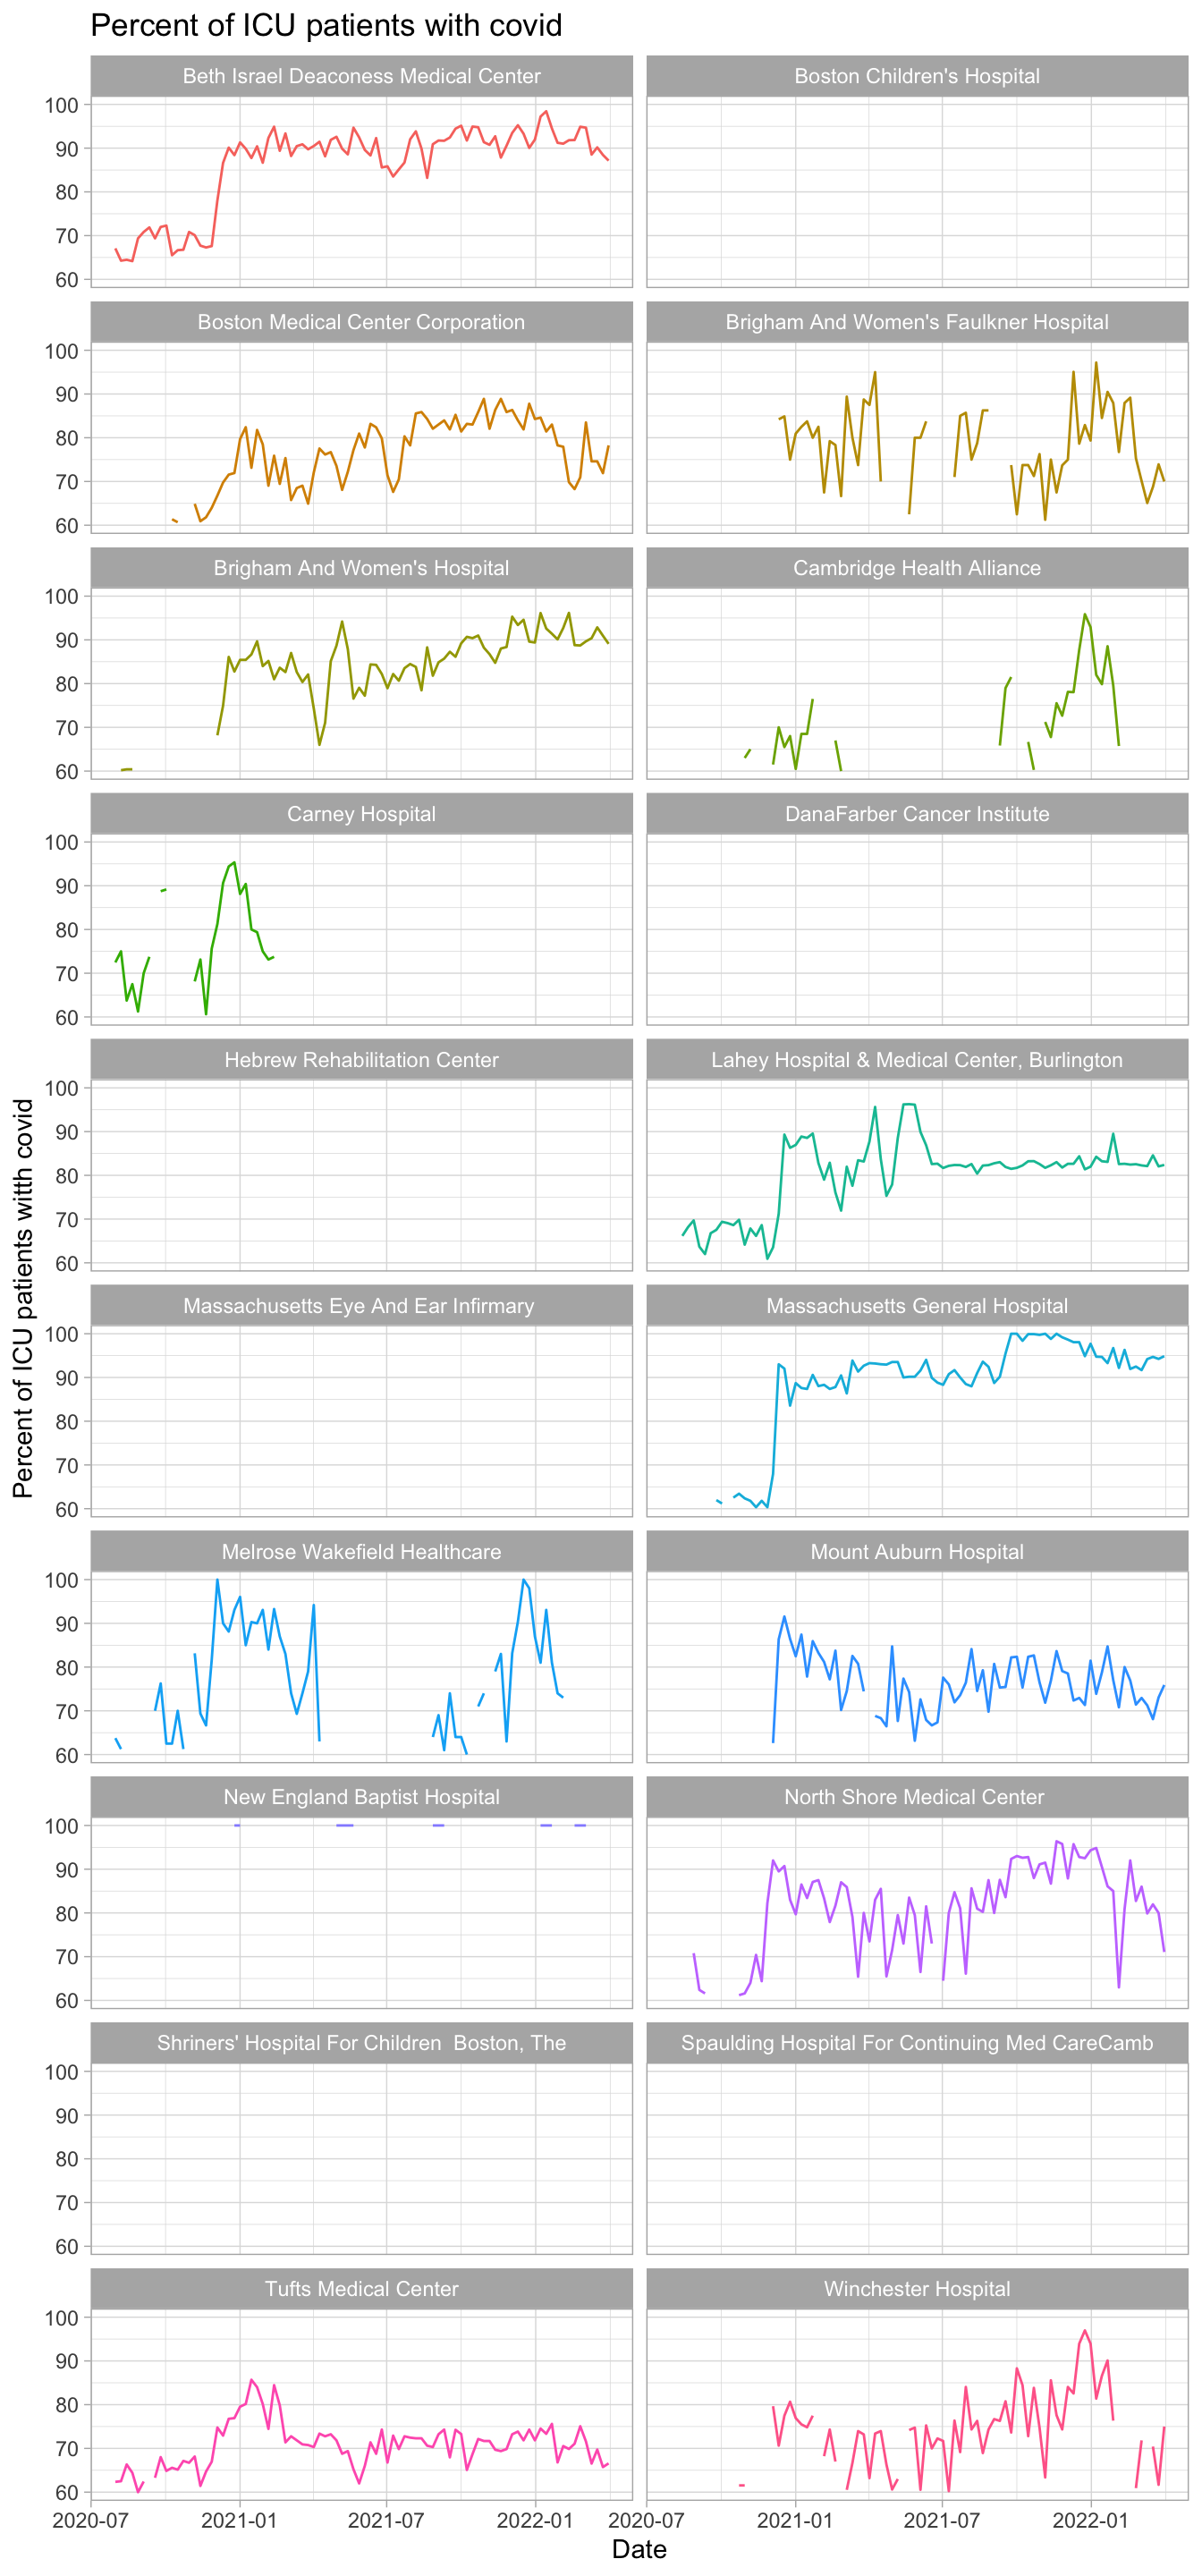 Percent of ICU patients with covid
Beth Israel Deaconess Medical Center
Boston Children's Hospital
100
90
80
70
60
Boston Medical Center Corporation
Brigham And Women's Faulkner Hospital
100
90
80
70
60
Brigham And Women's Hospital
Cambridge Health Alliance
100
90
80
70
60
Carney Hospital
DanaFarber Cancer Institute
100
90
80
70
60
Hebrew Rehabilitation Center
Lahey Hospital & Medical Center, Burlington
100
90
80
70
60
Percent of ICU patients with covid
Massachusetts Eye And Ear Infirmary
Massachusetts General Hospital
100
90
80
70
60
Melrose Wakefield Healthcare
Mount Auburn Hospital
100
90
80
70
60
New England Baptist Hospital
North Shore Medical Center
100
90
80
70
60
Shriners' Hospital For Children  Boston, The
Spaulding Hospital For Continuing Med CareCamb
100
90
80
70
60
Tufts Medical Center
Winchester Hospital
100
90
80
70
60
2020-07 2021-01 2021-07 2022-01 2020-07 2021-01 2021-07 2022-01
Date